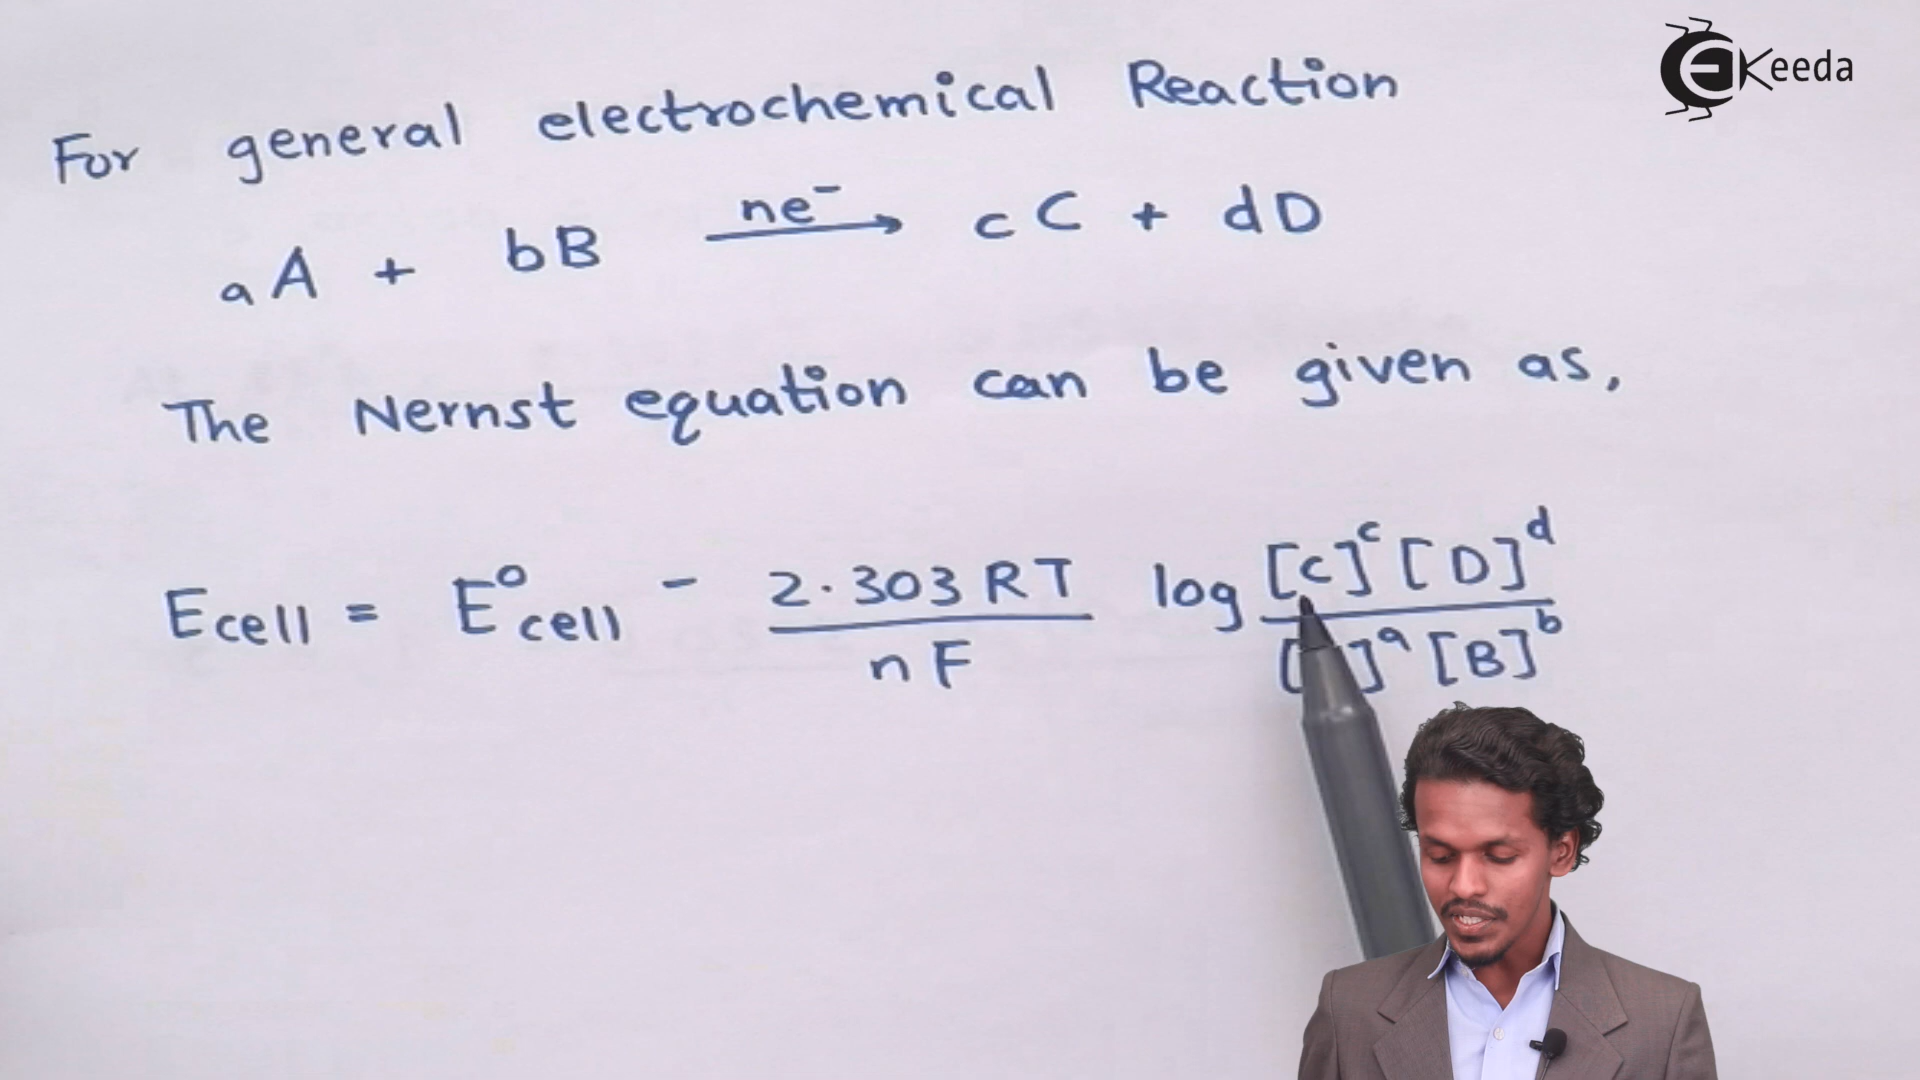 EKeeda
For general electrochemical Reaction
aA + bB ne⁻ → cC + dD
The Nernst equation can be given as,
Ecell = E°cell - 2.303 RT / nF log [C]ᶜ [D]ᵈ / [ ]ᵃ [B]ᵇ